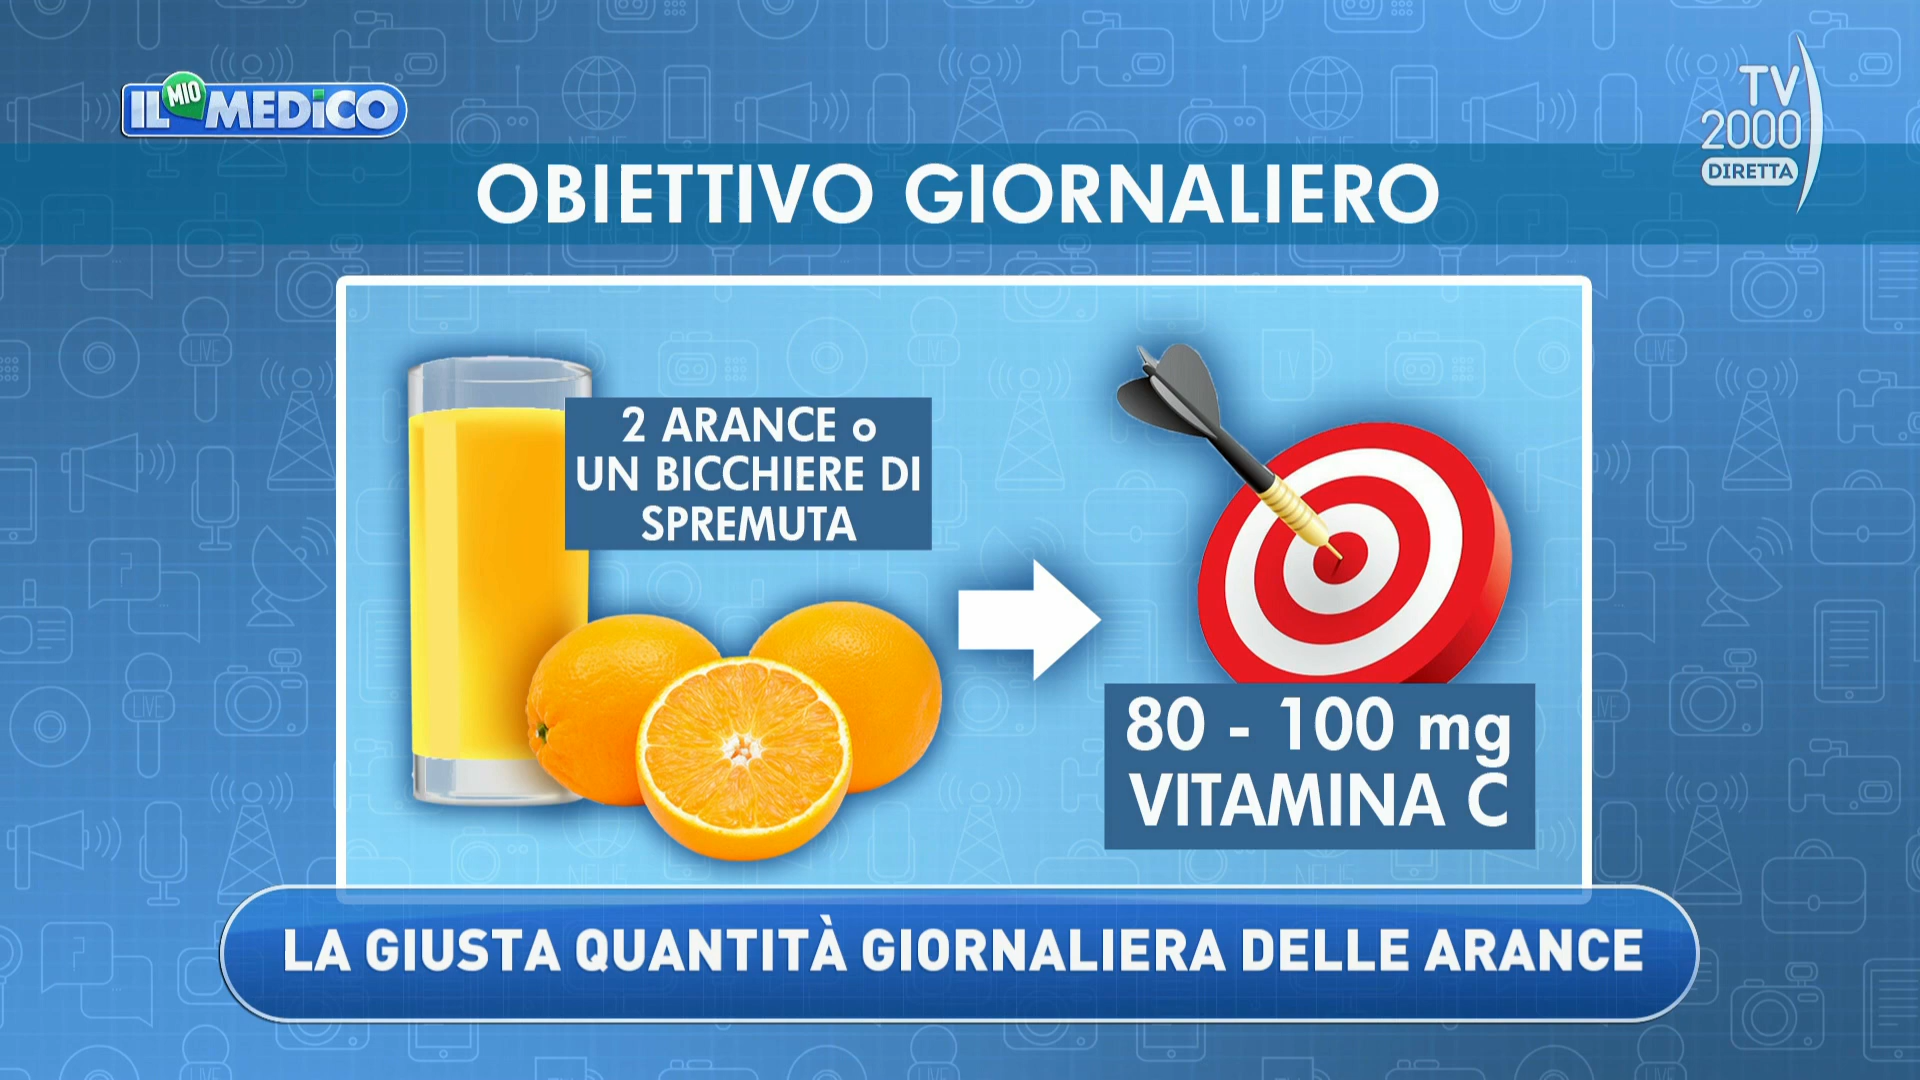 IL MIO MEDICO
TV
2000
DIRETTA
OBIETTIVO GIORNALIERO
2 ARANCE o
UN BICCHIERE DI
SPREMUTA
80 - 100 mg
VITAMINA C
LA GIUSTA QUANTITÀ GIORNALIERA DELLE ARANCE